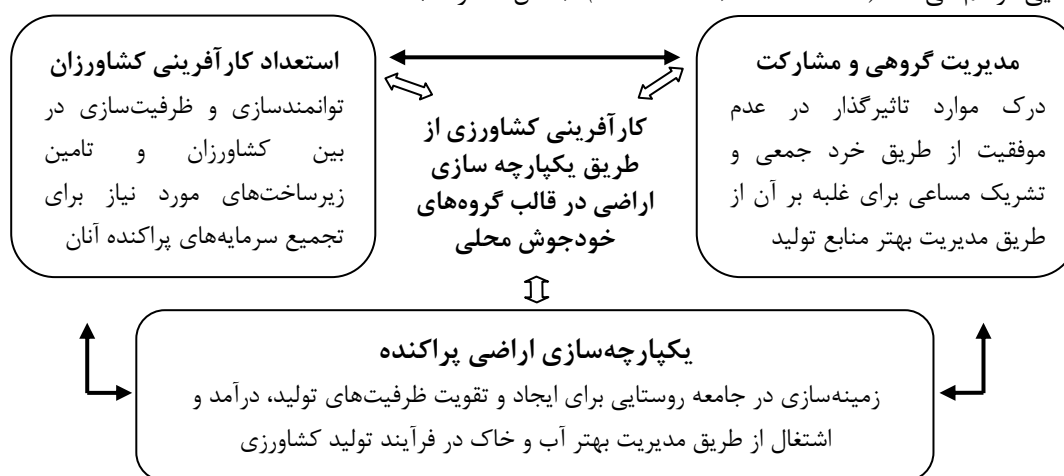 مدیریت گروهی و مشارکت
درک موارد تاثیرگذار در عدم
موفقیت از طریق خرد جمعی و
تشریک مساعی برای غلبه بر آن از
طریق مدیریت بهتر منابع تولید
کارآفرینی کشاورزی از
طریق یکپارچه سازی
اراضی در قالب گروه‌های
خودجوش محلی
استعداد کارآفرینی کشاورزان
توانمندسازی و ظرفیت‌سازی در
بین کشاورزان و تامین
زیرساخت‌های مورد نیاز برای
تجمیع سرمایه‌های پراکنده آنان
یکپارچه‌سازی اراضی پراکنده
زمینه‌سازی در جامعه روستایی برای ایجاد و تقویت ظرفیت‌های تولید، درآمد و
اشتغال از طریق مدیریت بهتر آب و خاک در فرآیند تولید کشاورزی